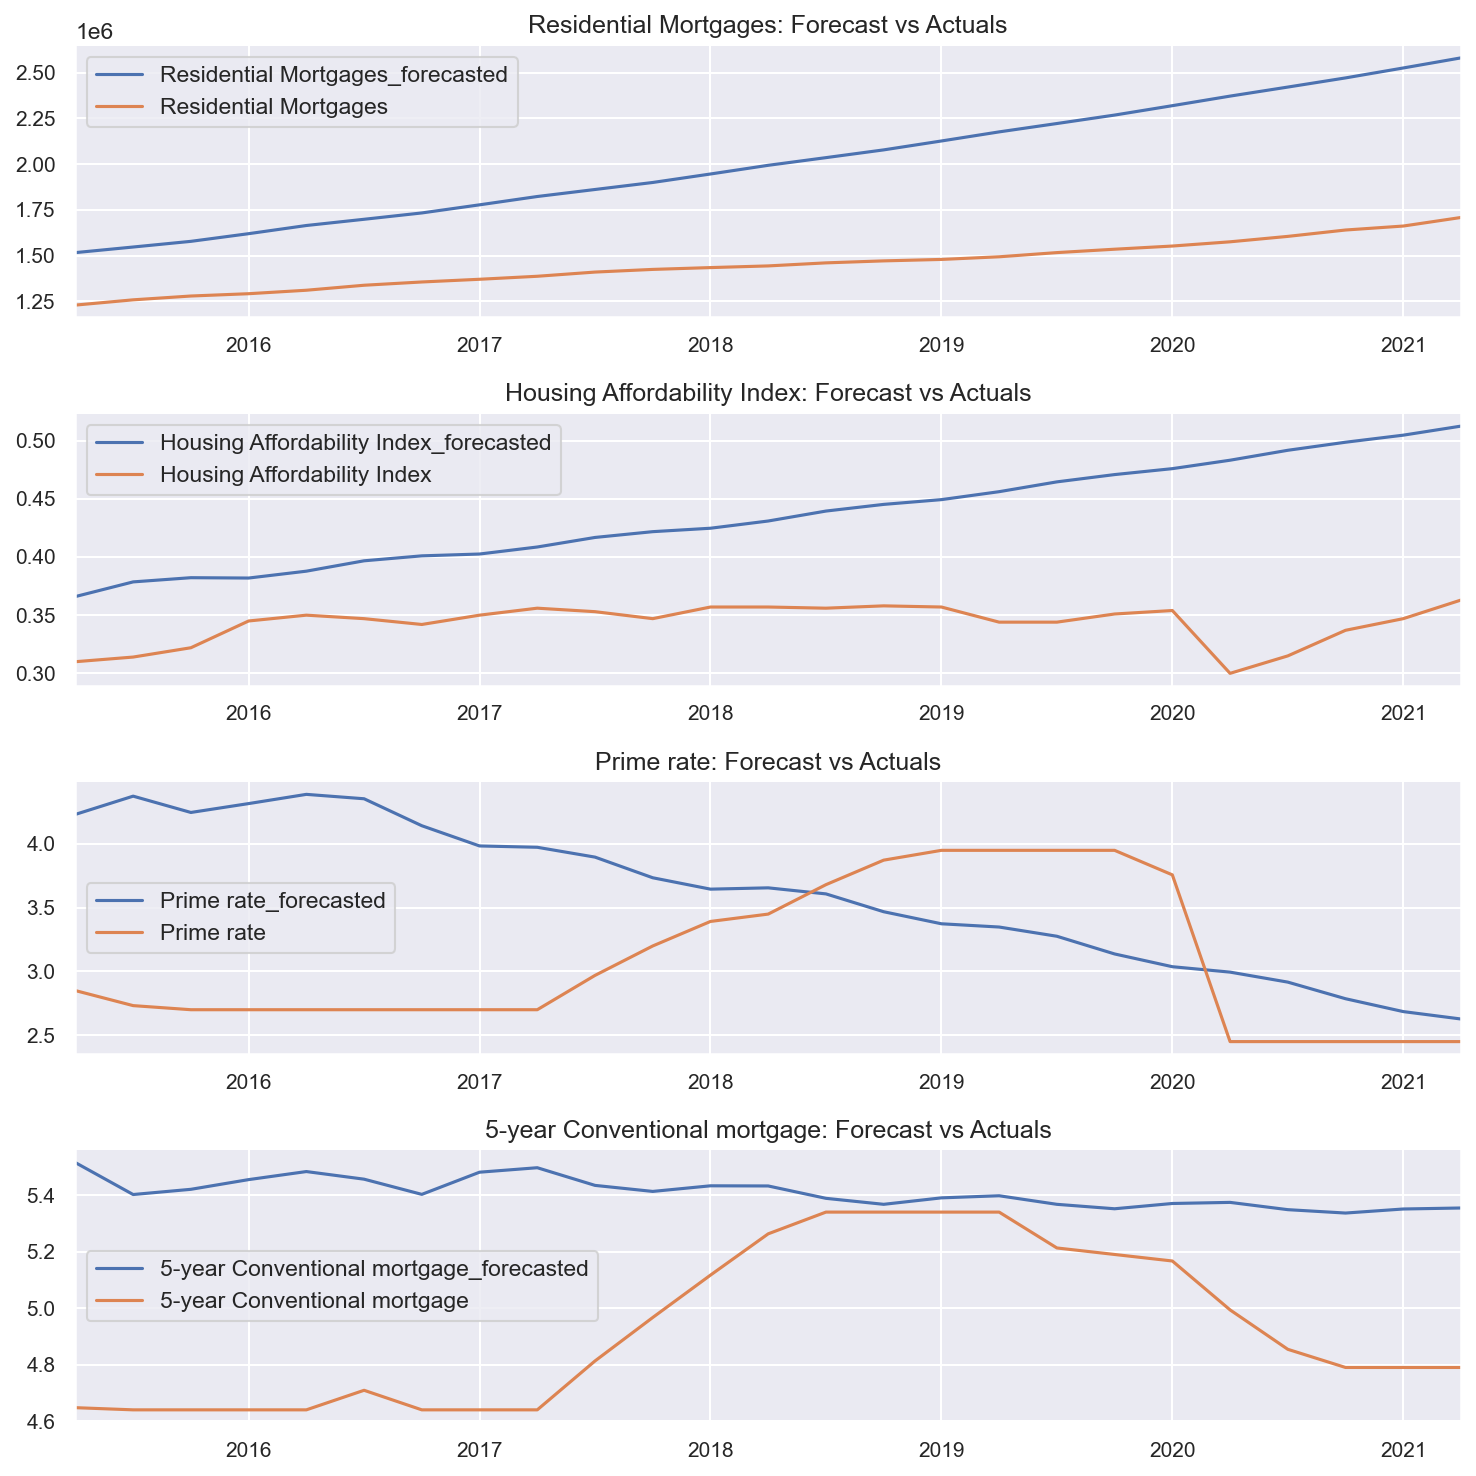 Residential Mortgages: Forecast vs Actuals
1e6
Residential Mortgages_forecasted
Residential Mortgages
2.50
2.25
2.00
1.75
1.50
1.25
2016 2017 2018 2019 2020 2021
Housing Affordability Index: Forecast vs Actuals
Housing Affordability Index_forecasted
Housing Affordability Index
0.50
0.45
0.40
0.35
0.30
2016 2017 2018 2019 2020 2021
Prime rate: Forecast vs Actuals
Prime rate_forecasted
Prime rate
4.0
3.5
3.0
2.5
2016 2017 2018 2019 2020 2021
5-year Conventional mortgage: Forecast vs Actuals
5-year Conventional mortgage_forecasted
5-year Conventional mortgage
5.4
5.2
5.0
4.8
4.6
2016 2017 2018 2019 2020 2021